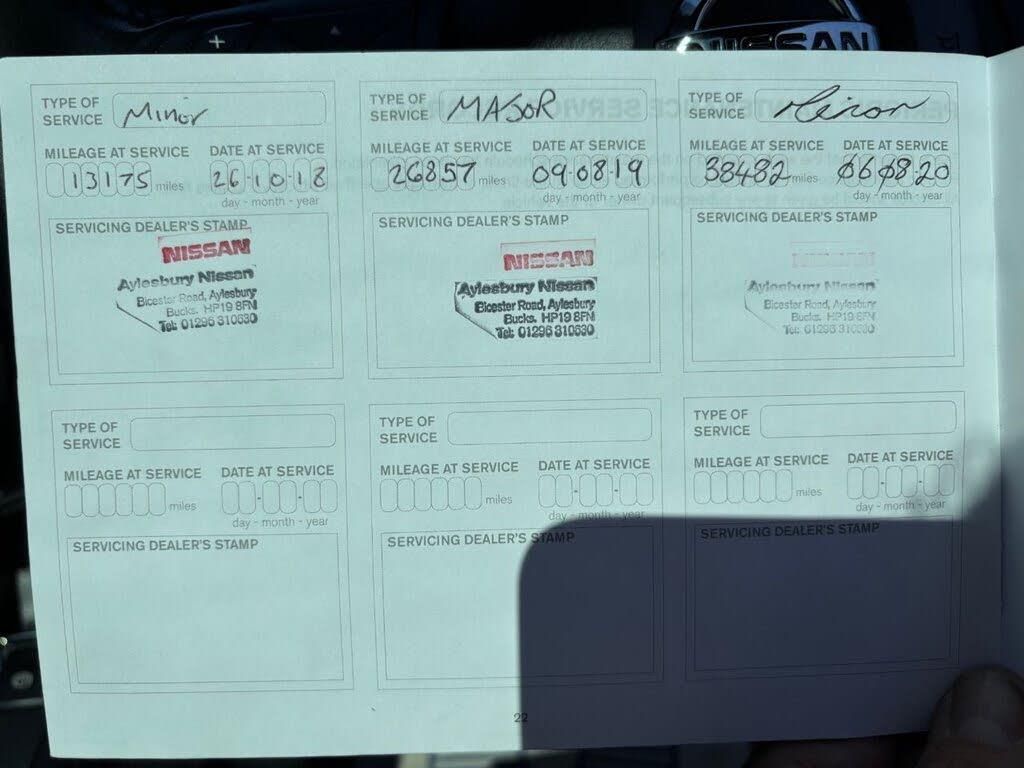 NISSAN
TYPE OF SERVICE Minor
MILEAGE AT SERVICE DATE AT SERVICE
13175 miles 26-10-18
day - month - year
SERVICING DEALER'S STAMP
NISSAN
Aylesbury Nissan
Bicester Road, Aylesbury
Bucks. HP19 8FN
Tel: 01296 310630
TYPE OF SERVICE MAJOR
MILEAGE AT SERVICE DATE AT SERVICE
26857 miles 09-08-19
day - month - year
SERVICING DEALER'S STAMP
NISSAN
Aylesbury Nissan
Bicester Road, Aylesbury
Bucks. HP19 8FN
Tel: 01296 310630
TYPE OF SERVICE Minor
MILEAGE AT SERVICE DATE AT SERVICE
38482 miles 06-08-20
day - month - year
SERVICING DEALER'S STAMP
Aylesbury Nissan
Bicester Road, Aylesbury
Bucks. HP19 8FN
Tel: 01296 310630
TYPE OF SERVICE
MILEAGE AT SERVICE DATE AT SERVICE
miles
day - month - year
SERVICING DEALER'S STAMP
TYPE OF SERVICE
MILEAGE AT SERVICE DATE AT SERVICE
miles
day - month - year
SERVICING DEALER'S STAMP
TYPE OF SERVICE
MILEAGE AT SERVICE DATE AT SERVICE
miles
day - month - year
SERVICING DEALER'S STAMP
22